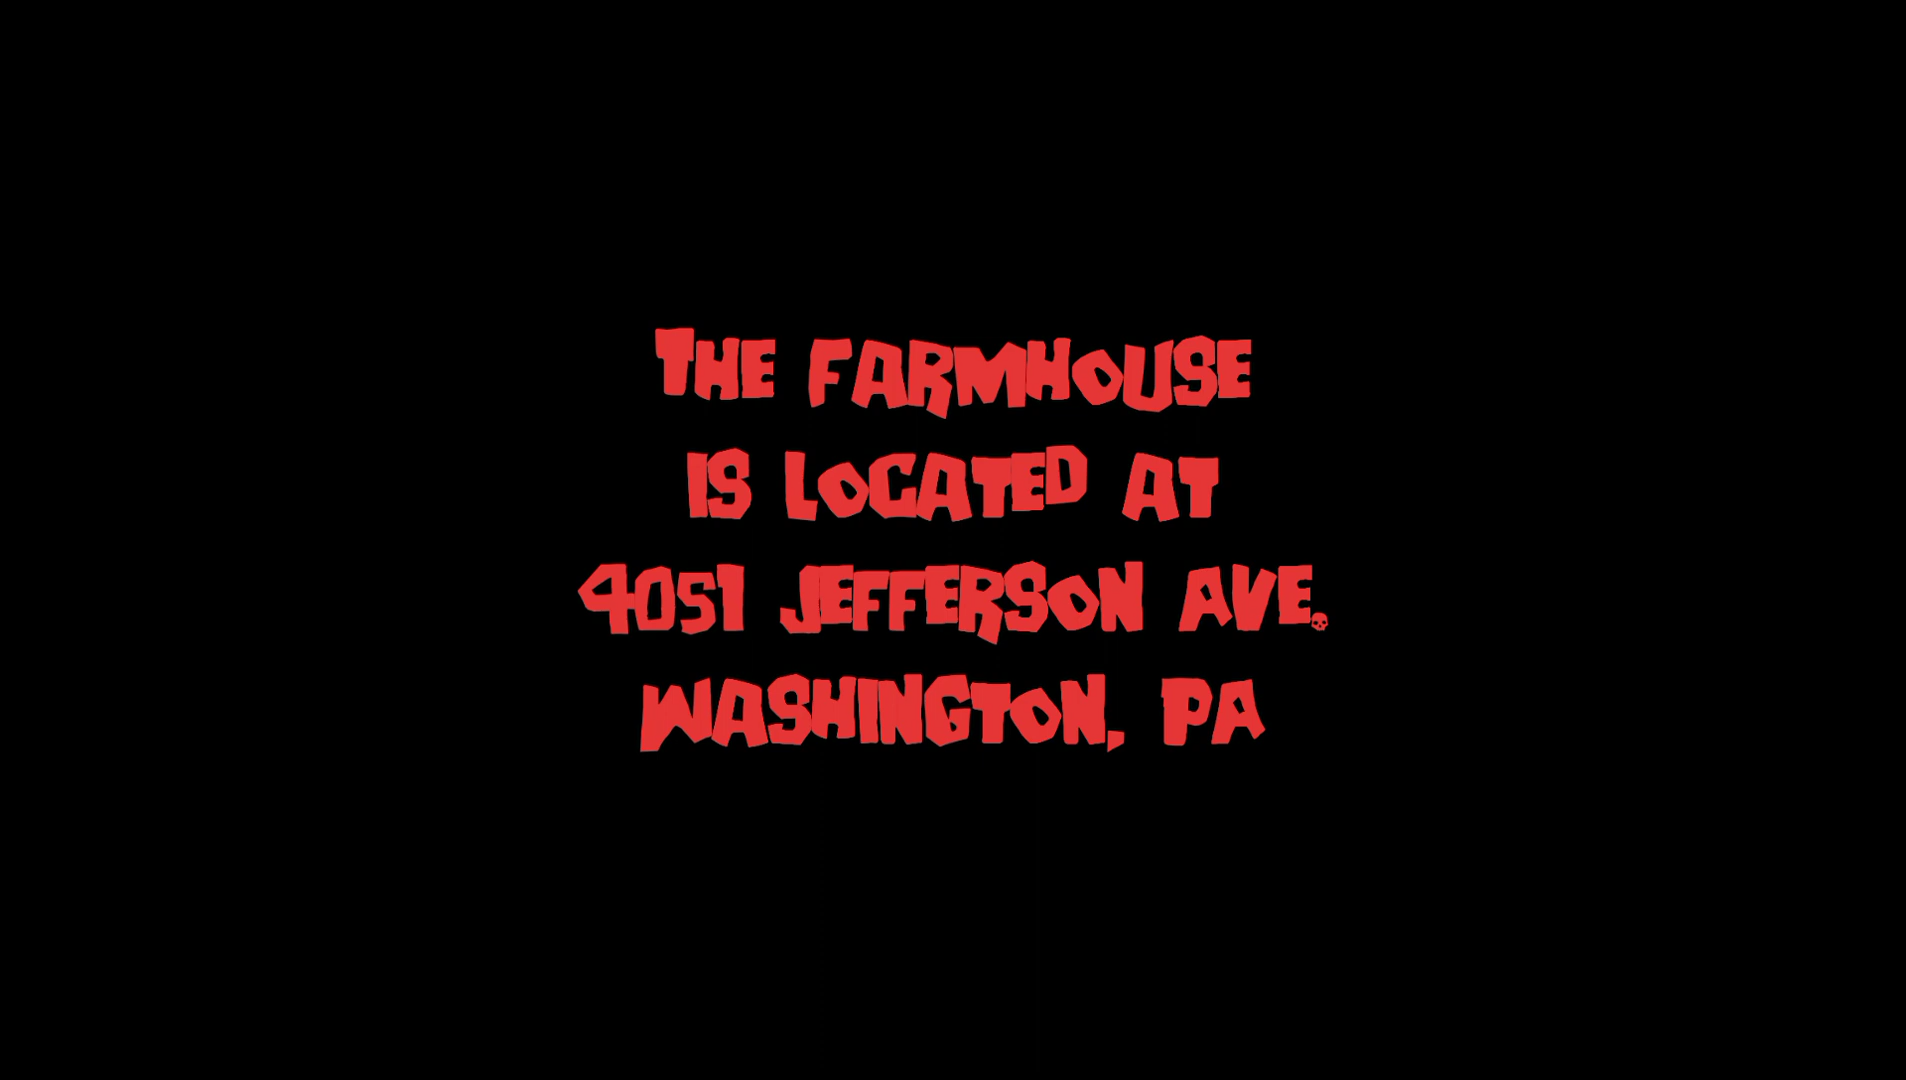 THE FARMHOUSE
IS LOCATED AT
4051 JEFFERSON AVE.
WASHINGTON, PA